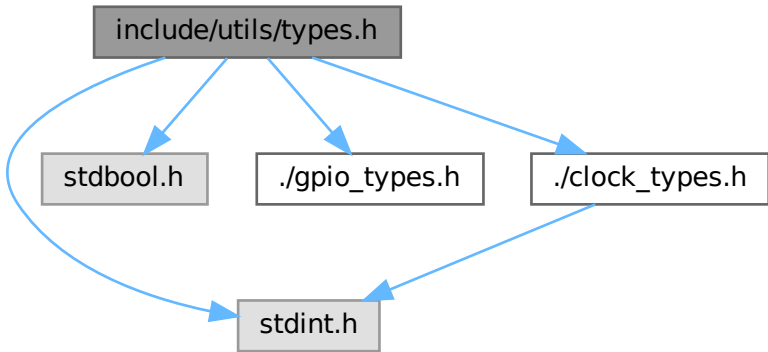 include/utils/types.h
stdbool.h
./gpio_types.h
./clock_types.h
stdint.h